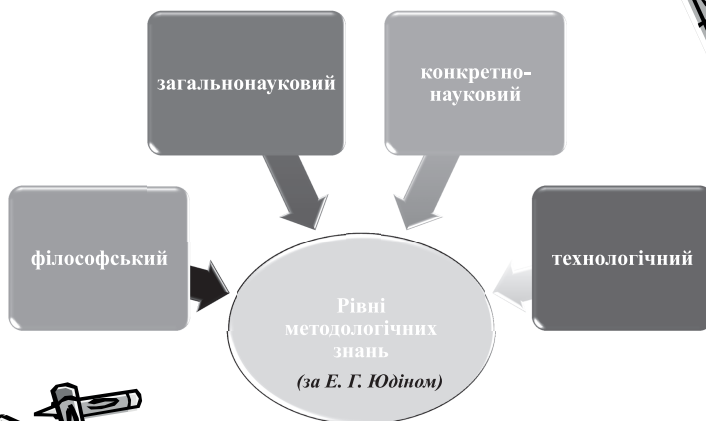 загальнонауковий
конкретно-
науковий
філософський
технологічний
Рівні
методологічних
знань
(за Е. Г. Юдіном)